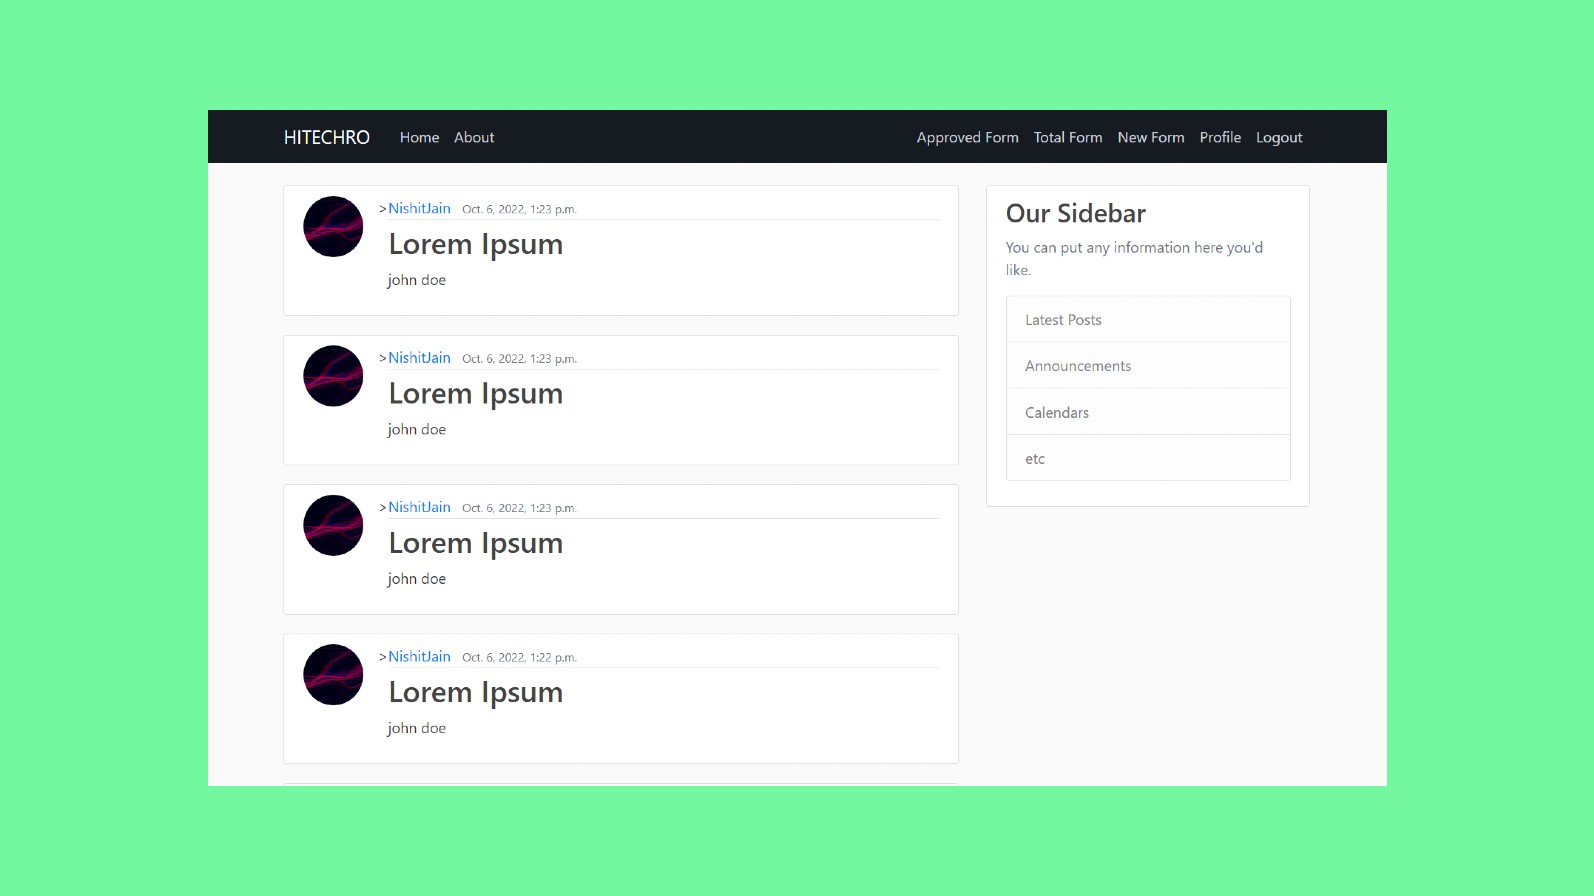 HITECHRO Home About Approved Form Total Form New Form Profile Logout
>NishitJain Oct. 6, 2022, 1:23 p.m.
Lorem Ipsum
john doe
>NishitJain Oct. 6, 2022, 1:23 p.m.
Lorem Ipsum
john doe
>NishitJain Oct. 6, 2022, 1:23 p.m.
Lorem Ipsum
john doe
>NishitJain Oct. 6, 2022, 1:22 p.m.
Lorem Ipsum
john doe
Our Sidebar
You can put any information here you'd
like.
Latest Posts
Announcements
Calendars
etc